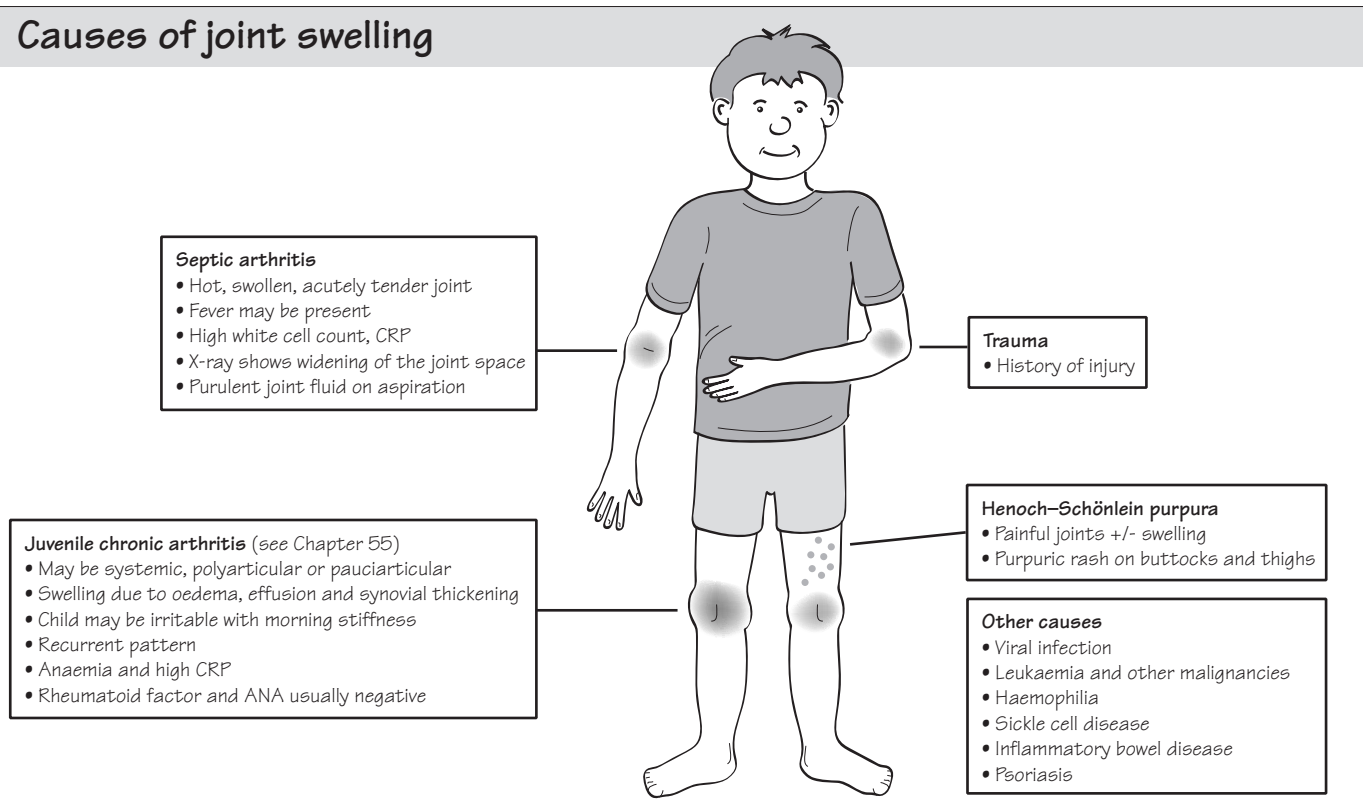 Causes of joint swelling
Septic arthritis
• Hot, swollen, acutely tender joint
• Fever may be present
• High white cell count, CRP
• X-ray shows widening of the joint space
• Purulent joint fluid on aspiration
Trauma
• History of injury
Juvenile chronic arthritis (see Chapter 55)
• May be systemic, polyarticular or pauciarticular
• Swelling due to oedema, effusion and synovial thickening
• Child may be irritable with morning stiffness
• Recurrent pattern
• Anaemia and high CRP
• Rheumatoid factor and ANA usually negative
Henoch–Schönlein purpura
• Painful joints +/- swelling
• Purpuric rash on buttocks and thighs
Other causes
• Viral infection
• Leukaemia and other malignancies
• Haemophilia
• Sickle cell disease
• Inflammatory bowel disease
• Psoriasis